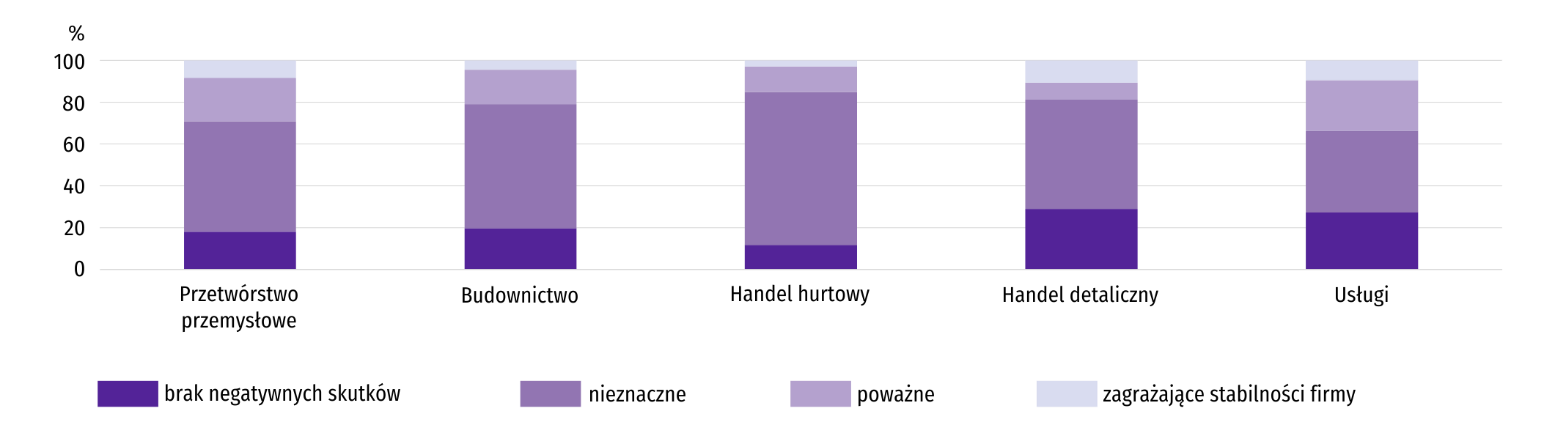 %
100
80
60
40
20
0
Przetwórstwo
przemysłowe
Budownictwo
Handel hurtowy
Handel detaliczny
Usługi
brak negatywnych skutków
nieznaczne
poważne
zagrażające stabilności firmy